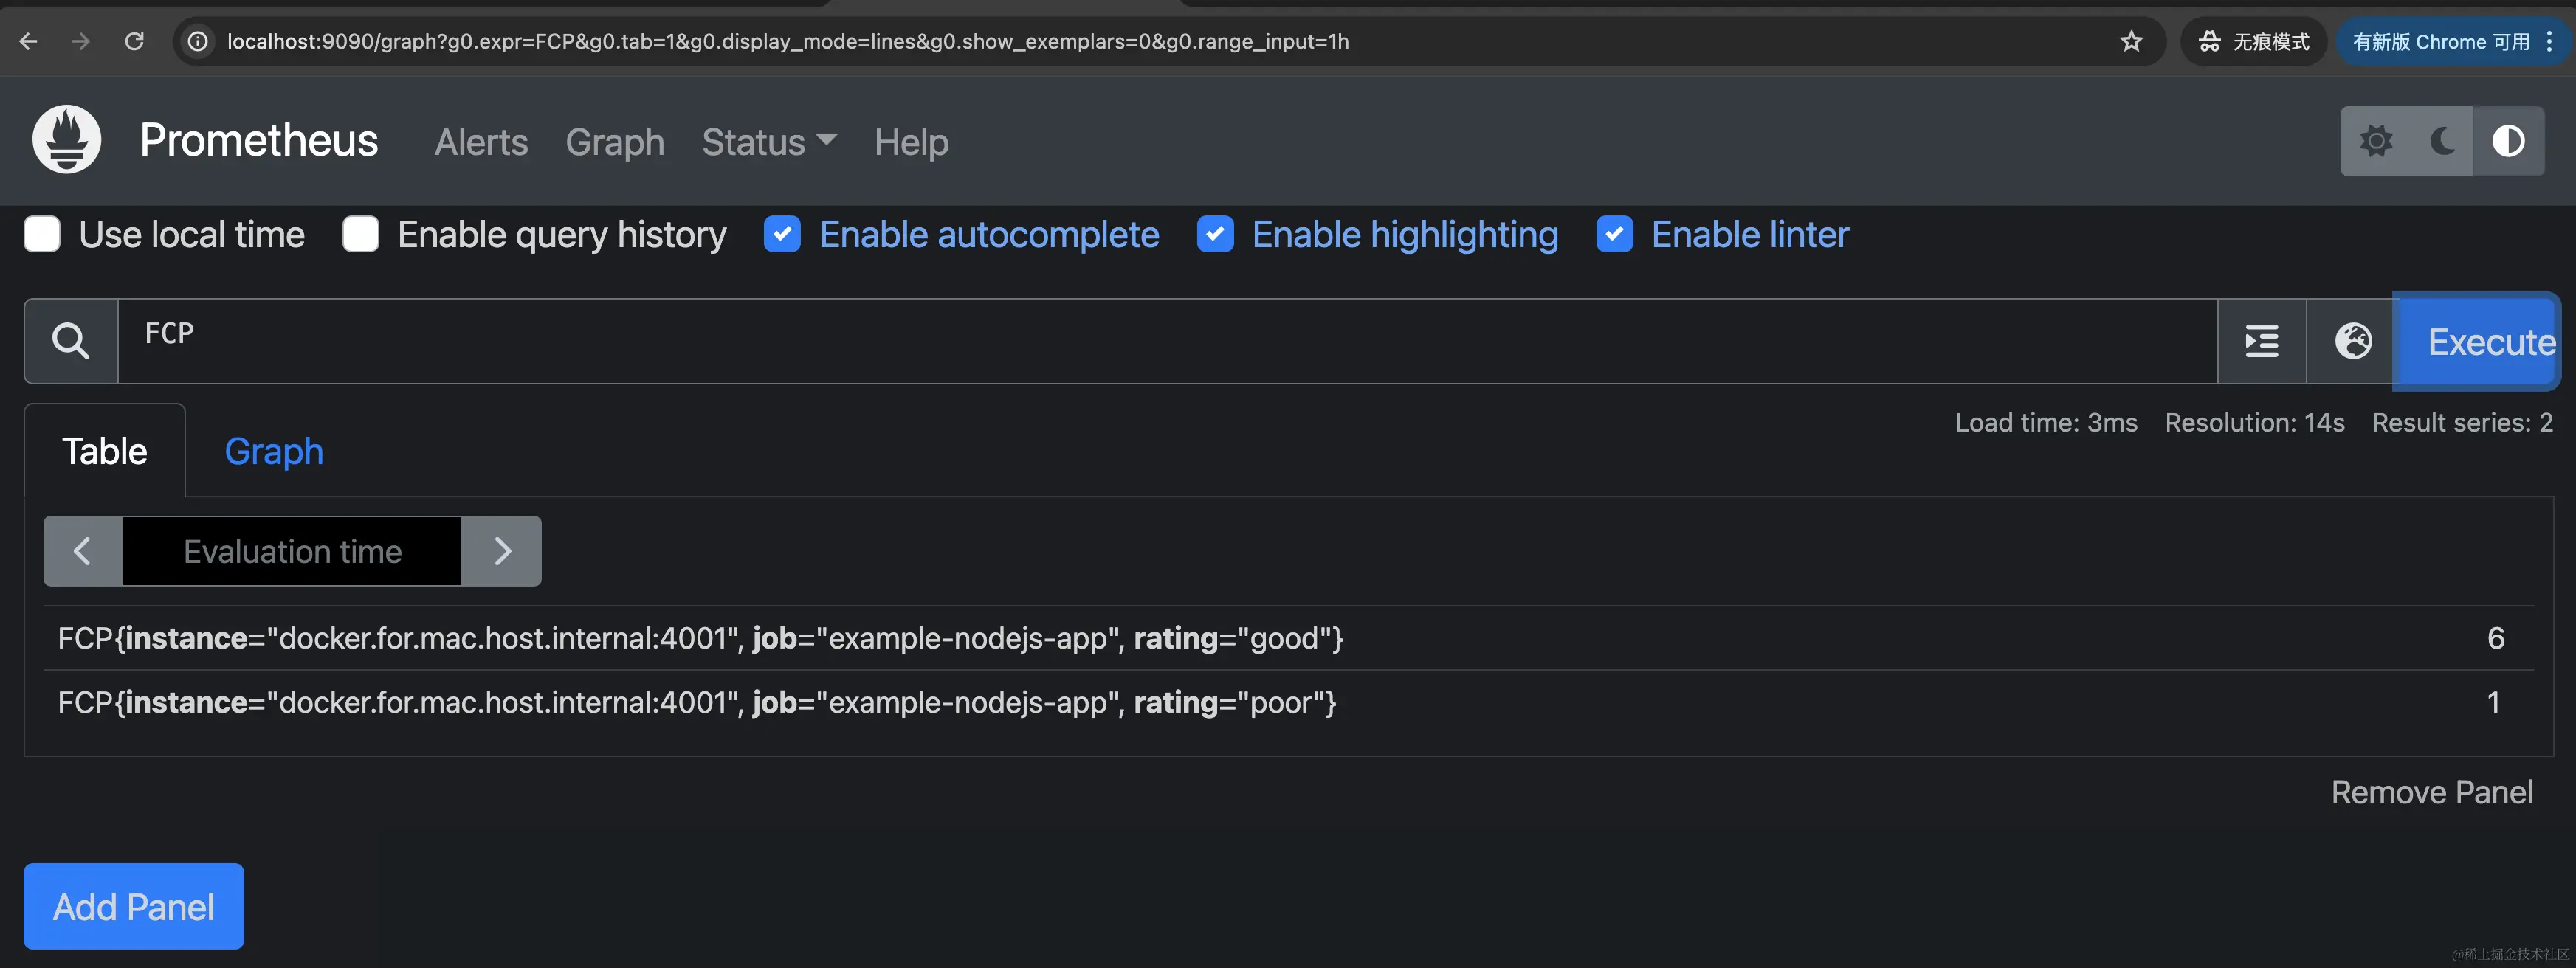 localhost:9090/graph?g0.expr=FCP&g0.tab=1&g0.display_mode=lines&g0.show_exemplars=0&g0.range_input=1h 无痕模式 有新版 Chrome 可用
Prometheus Alerts Graph Status Help
Use local time Enable query history Enable autocomplete Enable highlighting Enable linter
FCP Execute
Table Graph Load time: 3ms Resolution: 14s Result series: 2
Evaluation time
FCP{instance="docker.for.mac.host.internal:4001", job="example-nodejs-app", rating="good"} 6
FCP{instance="docker.for.mac.host.internal:4001", job="example-nodejs-app", rating="poor"} 1
Remove Panel
Add Panel
@稀土掘金技术社区